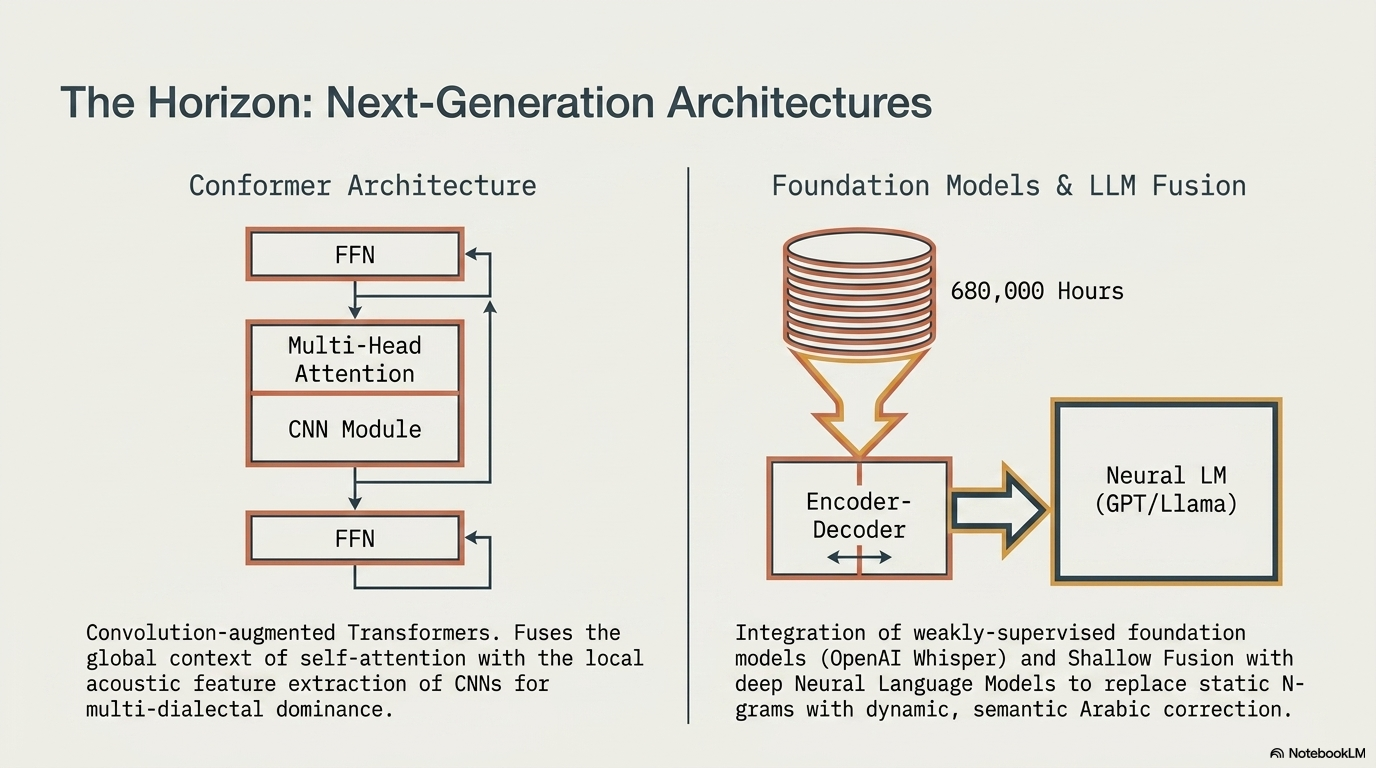 The Horizon: Next-Generation Architectures
Conformer Architecture
FFN
Multi-Head
Attention
CNN Module
FFN
Convolution-augmented Transformers. Fuses the
global context of self-attention with the local
acoustic feature extraction of CNNs for
multi-dialectal dominance.
Foundation Models & LLM Fusion
680,000 Hours
Encoder-
Decoder
Neural LM
(GPT/Llama)
Integration of weakly-supervised foundation
models (OpenAI Whisper) and Shallow Fusion with
deep Neural Language Models to replace static N-
grams with dynamic, semantic Arabic correction.
NotebookLM